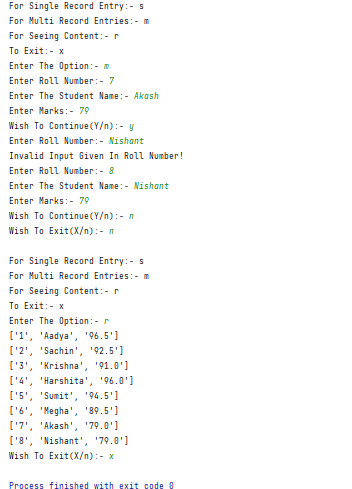 For Single Record Entry:- s
For Multi Record Entries:- m
For Seeing Content:- r
To Exit:- x
Enter The Option:- m
Enter Roll Number:- 7
Enter The Student Name:- Akash
Enter Marks:- 79
Wish To Continue(Y/n):- y
Enter Roll Number:- Nishant
Invalid Input Given In Roll Number!
Enter Roll Number:- 8
Enter The Student Name:- Nishant
Enter Marks:- 79
Wish To Continue(Y/n):- n
Wish To Exit(X/n):- n
For Single Record Entry:- s
For Multi Record Entries:- m
For Seeing Content:- r
To Exit:- x
Enter The Option:- r
['1', 'Aadya', '96.5']
['2', 'Sachin', '92.5']
['3', 'Krishna', '91.0']
['4', 'Harshita', '96.0']
['5', 'Sumit', '94.5']
['6', 'Megha', '89.5']
['7', 'Akash', '79.0']
['8', 'Nishant', '79.0']
Wish To Exit(X/n):- x
Process finished with exit code 0